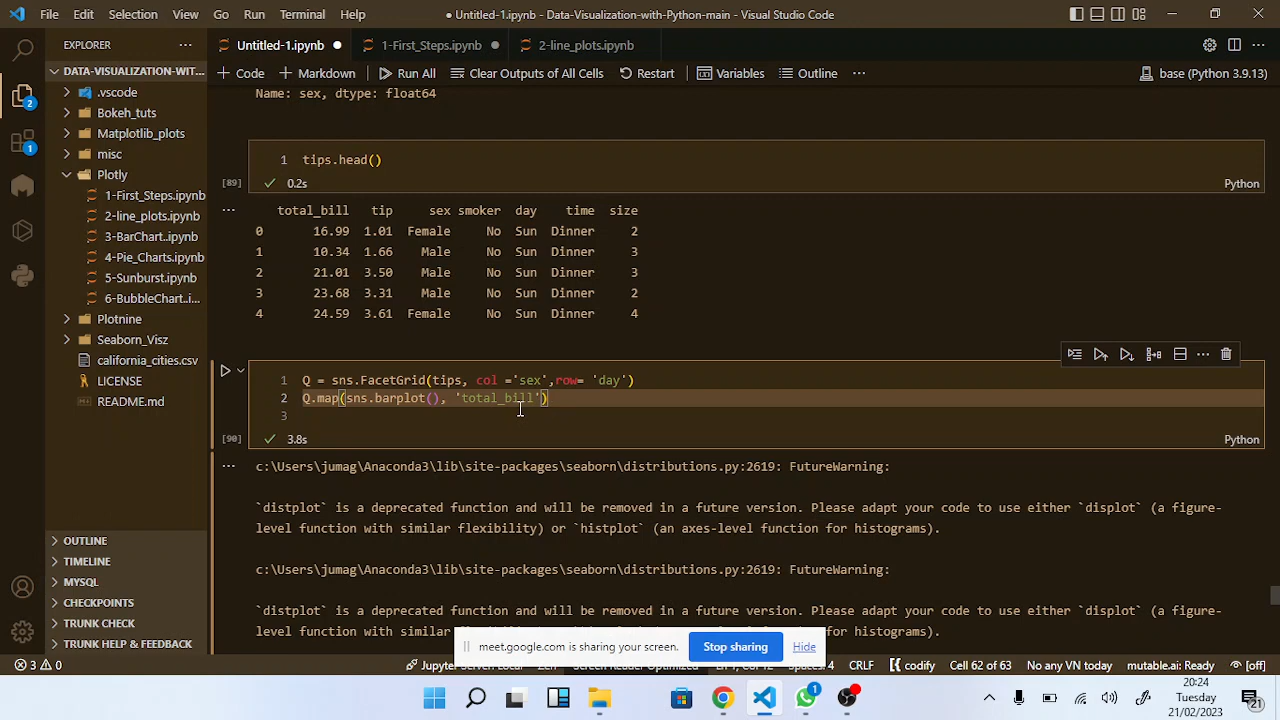 File Edit Selection View Go Run Terminal Help
Untitled-1.ipynb - Data-Visualization-with-Python-main - Visual Studio Code
EXPLORER
Untitled-1.ipynb 1-First_Steps.ipynb 2-line_plots.ipynb
DATA-VISUALIZATION-WIT...
+ Code + Markdown Run All Clear Outputs of All Cells Restart Variables Outline base (Python 3.9.13)
.vscode
Bokeh_tuts
Matplotlib_plots
misc
Plotly
1-First_Steps.ipynb
2-line_plots.ipynb
3-BarChart..ipynb
4-Pie_Charts.ipynb
5-Sunburst.ipynb
6-BubbleChart..i...
Plotnine
Seaborn_Visz
california_cities.csv
LICENSE
README.md
OUTLINE
TIMELINE
MYSQL
CHECKPOINTS
TRUNK CHECK
TRUNK HELP & FEEDBACK
2
1
Name: sex, dtype: float64
1 tips.head()
[89] 0.2s Python
total_bill tip sex smoker day time size
0 16.99 1.01 Female No Sun Dinner 2
1 10.34 1.66 Male No Sun Dinner 3
2 21.01 3.50 Male No Sun Dinner 3
3 23.68 3.31 Male No Sun Dinner 2
4 24.59 3.61 Female No Sun Dinner 4
1 Q = sns.FacetGrid(tips, col ='sex',row= 'day')
2 Q.map(sns.barplot(), 'total_bill')
3
[90] 3.8s Python
c:\Users\jumag\Anaconda3\lib\site-packages\seaborn\distributions.py:2619: FutureWarning:
`distplot` is a deprecated function and will be removed in a future version. Please adapt your code to use either `displot` (a figure-
level function with similar flexibility) or `histplot` (an axes-level function for histograms).
c:\Users\jumag\Anaconda3\lib\site-packages\seaborn\distributions.py:2619: FutureWarning:
`distplot` is a deprecated function and will be removed in a future version. Please adapt your code to use either `displot` (a figure-
level function with similar
(an axes-level function for histograms).
meet.google.com is sharing your screen. Stop sharing Hide
3 0 Jupyter Server: CRLF codify Cell 62 of 63 No any VN today mutable.ai: Ready [off]
1
20:24
Tuesday
21/02/2023
21